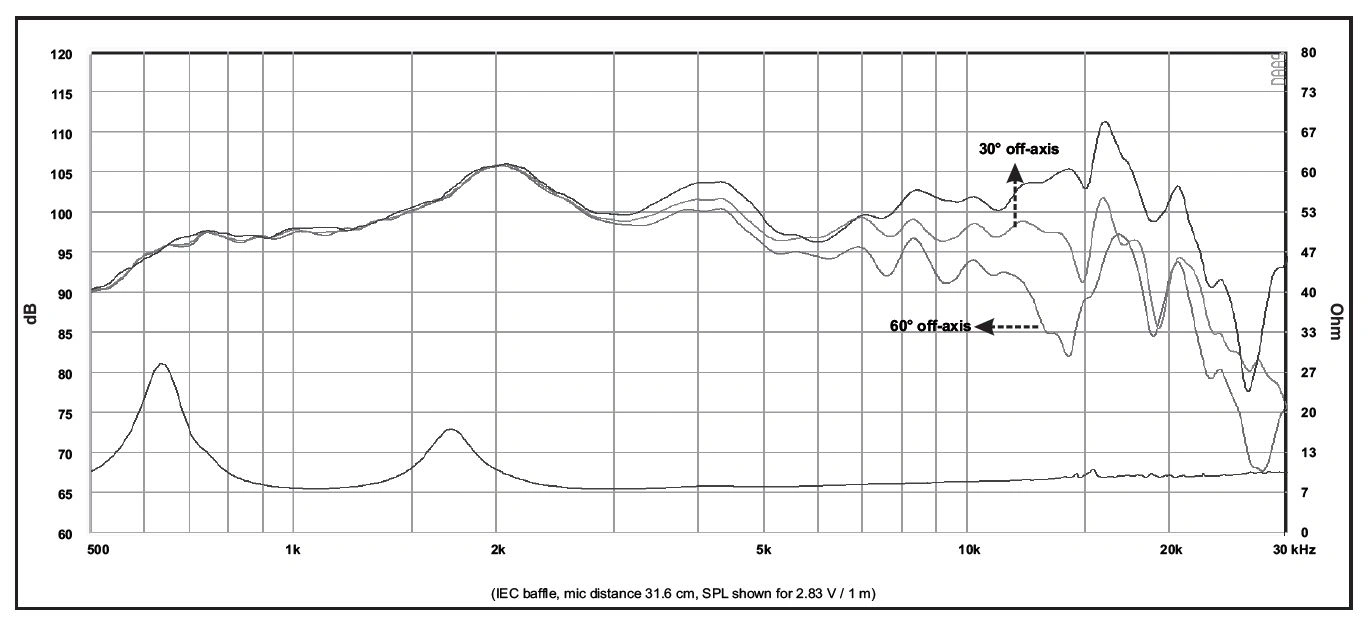 120 80
115 73
DAAS
110 67
30° off-axis
105 60
100 53
95 47
90 40
dB Ohm
60° off-axis
85 33
80 27
75 20
70 13
65 7
60 0
500 1k 2k 5k 10k 20k 30 kHz
(IEC baffle, mic distance 31.6 cm, SPL shown for 2.83 V / 1 m)